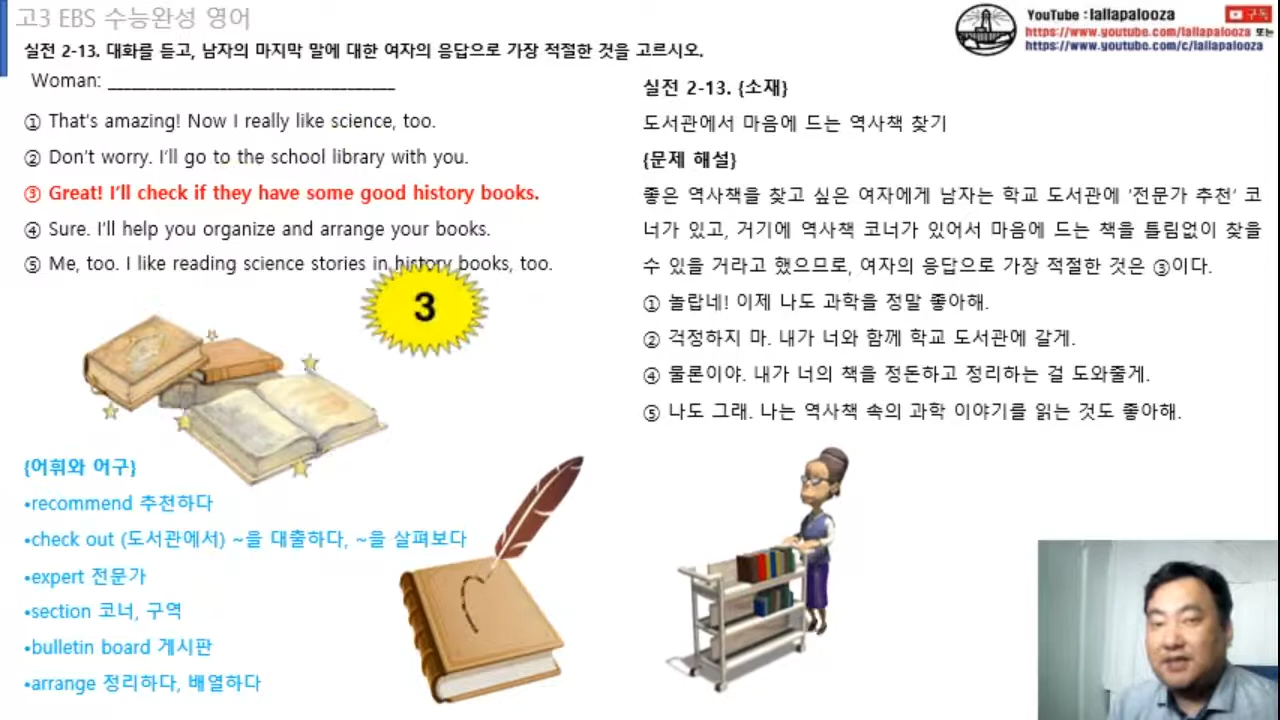 고3 EBS 수능완성 영어
YouTube : lallapalooza
구독
https://www.youtube.com/lallapalooza 또는
https://www.youtube.com/c/lallapalooza
실전 2-13. 대화를 듣고, 남자의 마지막 말에 대한 여자의 응답으로 가장 적절한 것을 고르시오.
Woman: ________________________________
① That's amazing! Now I really like science, too.
② Don't worry. I'll go to the school library with you.
③ Great! I'll check if they have some good history books.
④ Sure. I'll help you organize and arrange your books.
⑤ Me, too. I like reading science stories in history books, too.
3
{어휘와 어구}
•recommend 추천하다
•check out (도서관에서) ~을 대출하다, ~을 살펴보다
•expert 전문가
•section 코너, 구역
•bulletin board 게시판
•arrange 정리하다, 배열하다
실전 2-13. {소재}
도서관에서 마음에 드는 역사책 찾기
{문제 해설}
좋은 역사책을 찾고 싶은 여자에게 남자는 학교 도서관에 '전문가 추천' 코
너가 있고, 거기에 역사책 코너가 있어서 마음에 드는 책을 틀림없이 찾을
수 있을 거라고 했으므로, 여자의 응답으로 가장 적절한 것은 ③이다.
① 놀랍네! 이제 나도 과학을 정말 좋아해.
② 걱정하지 마. 내가 너와 함께 학교 도서관에 갈게.
④ 물론이야. 내가 너의 책을 정돈하고 정리하는 걸 도와줄게.
⑤ 나도 그래. 나는 역사책 속의 과학 이야기를 읽는 것도 좋아해.